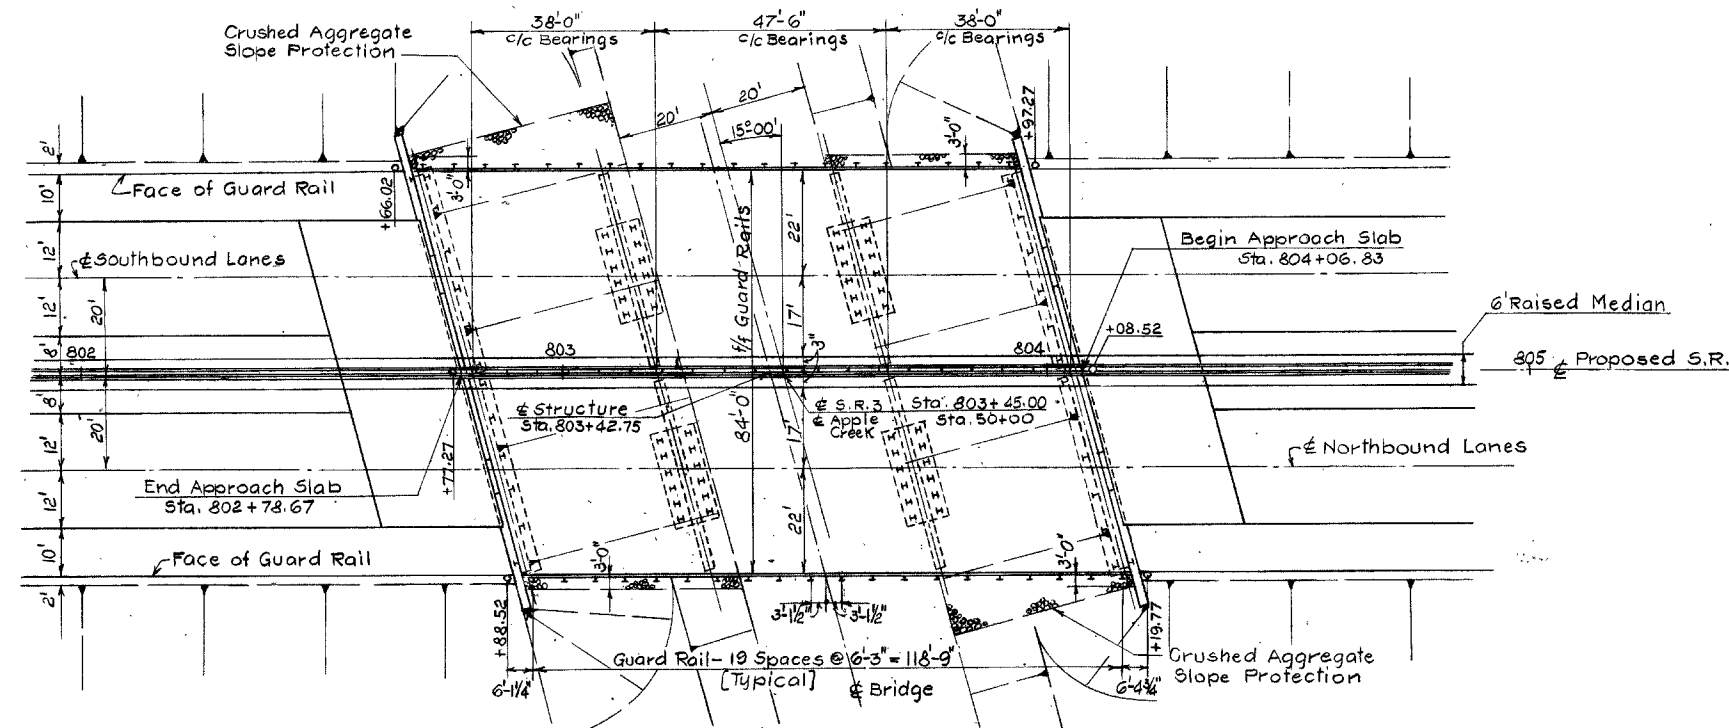 38'-0"
c/c Bearings
47'-6"
c/c Bearings
38'-0"
c/c Bearings
Crushed Aggregate
Slope Protection
20'
20'
15°00'
+97.27
3'-0"
2'
10'
12'
12'
8'
8'
12'
12'
10'
2'
Face of Guard Rail
+66.02
3'-0"
℄ Southbound Lanes
20'
20'
22'
17'
17'
22'
f/f Guard Rails
84'-0"
3"
Begin Approach Slab
Sta. 804+06.83
6' Raised Median
+08.52
802
803
804
805
℄ Proposed S.R.
℄ Structure
Sta. 803+42.75
℄ S.R.3 Sta. 803+45.00
℄ Apple Creek Sta. 50+00
℄ Northbound Lanes
+77.27
End Approach Slab
Sta. 802+78.67
Face of Guard Rail
3'-0"
3'-0"
3'-1½"
3'-1½"
+88.52
+19.77
Guard Rail - 19 Spaces @ 6'-3" = 118'-9"
[Typical]
6'-1¼"
6'-4¾"
℄ Bridge
Crushed Aggregate
Slope Protection